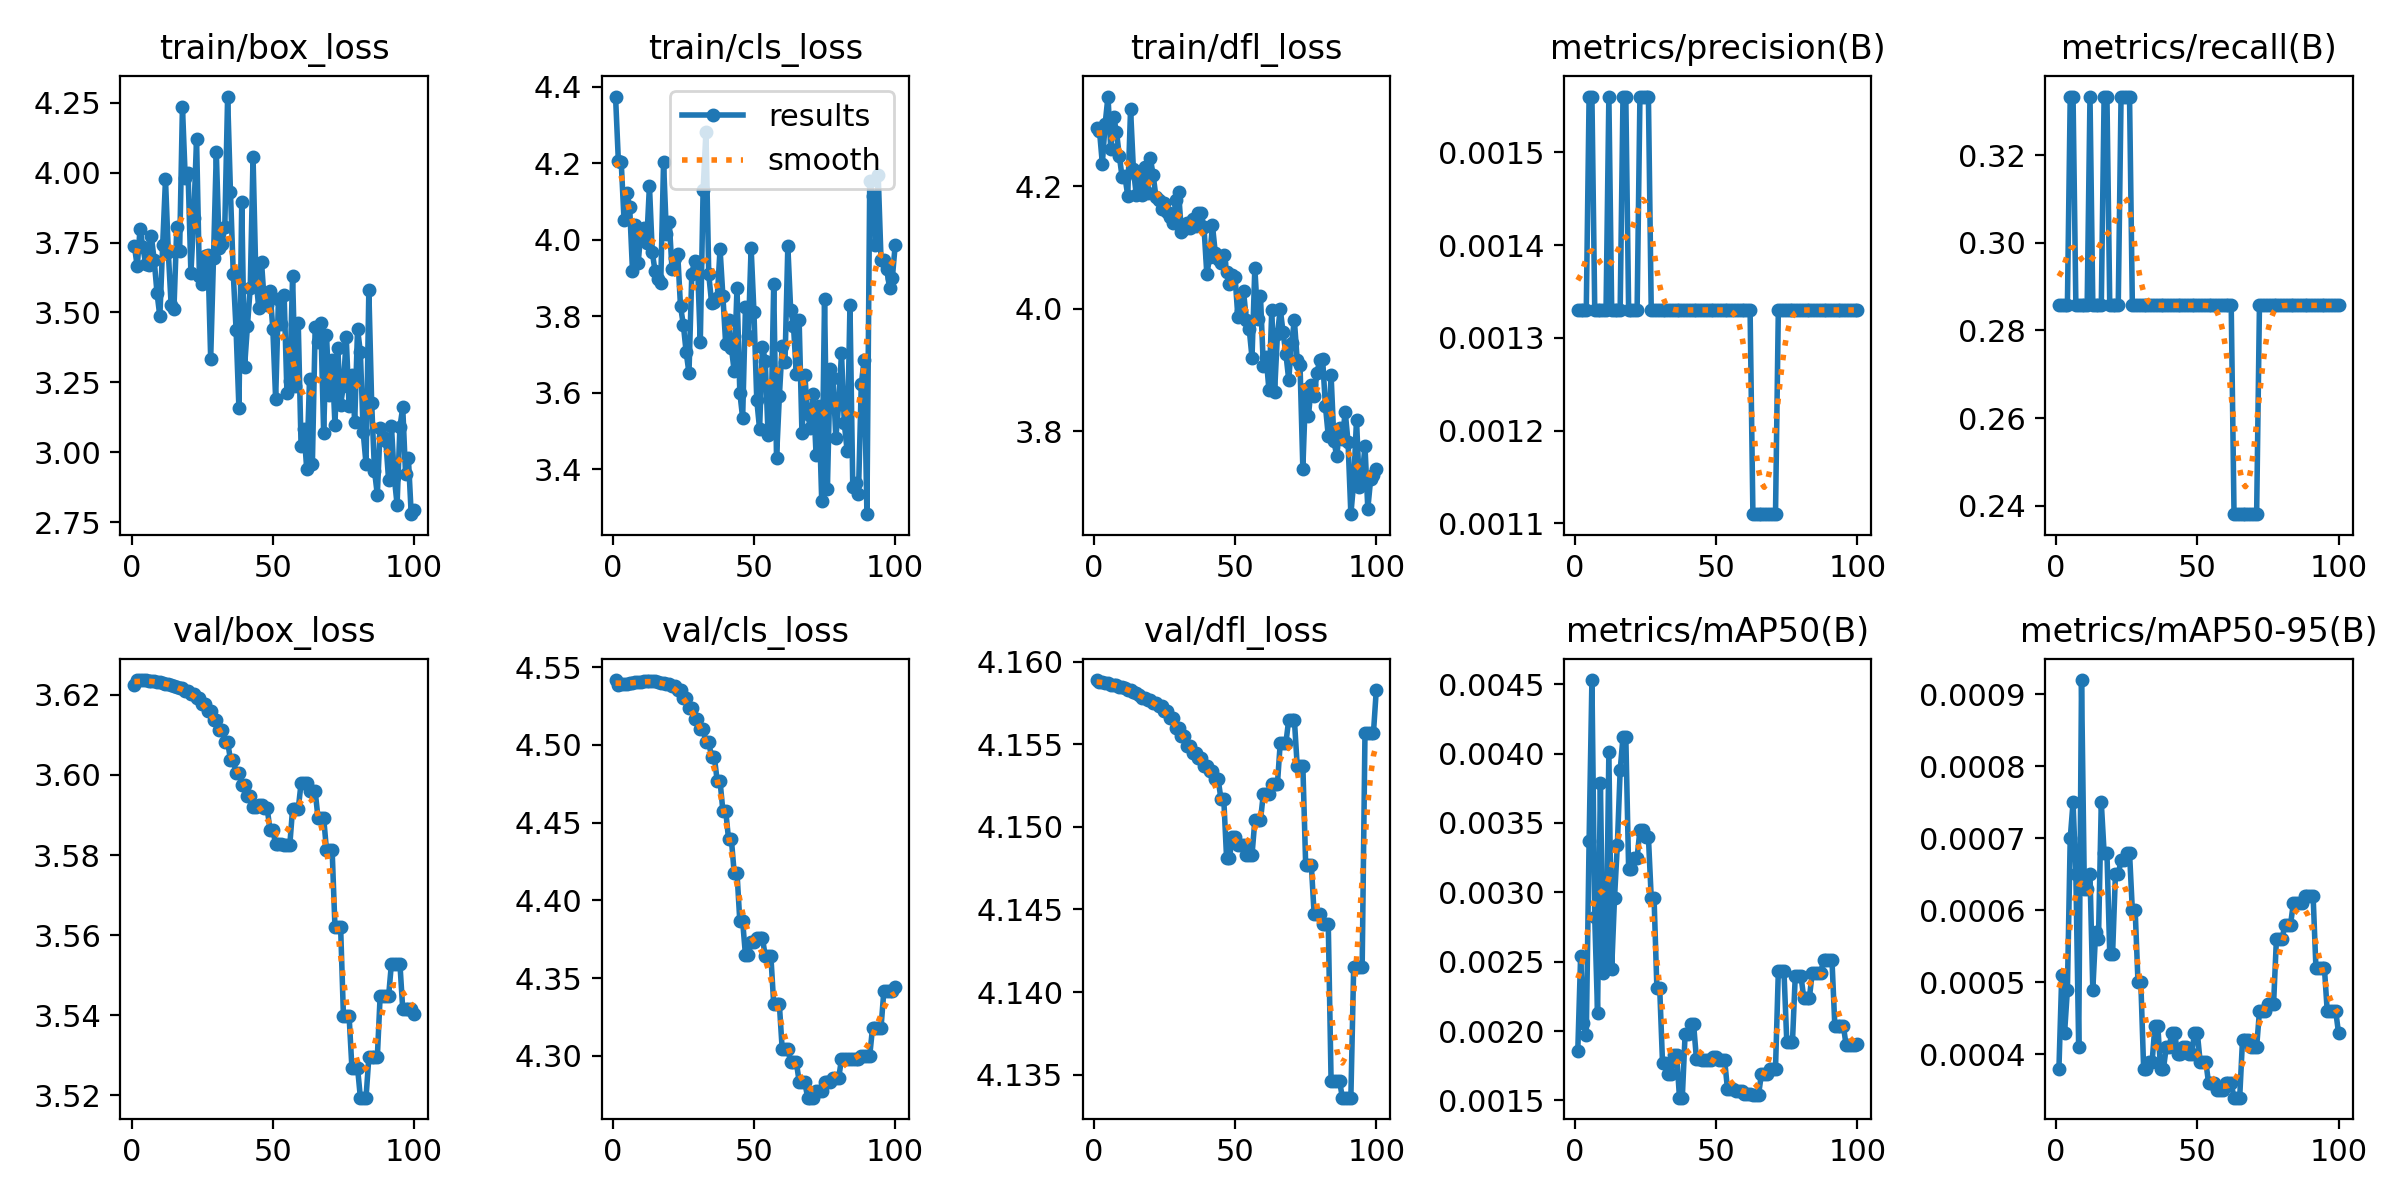 train/box_loss
4.25
4.00
3.75
3.50
3.25
3.00
2.75
0 50 100
train/cls_loss
4.4
4.2
4.0
3.8
3.6
3.4
0 50 100
results
smooth
train/dfl_loss
4.2
4.0
3.8
0 50 100
metrics/precision(B)
0.0015
0.0014
0.0013
0.0012
0.0011
0 50 100
metrics/recall(B)
0.32
0.30
0.28
0.26
0.24
0 50 100
val/box_loss
3.62
3.60
3.58
3.56
3.54
3.52
0 50 100
val/cls_loss
4.55
4.50
4.45
4.40
4.35
4.30
0 50 100
val/dfl_loss
4.160
4.155
4.150
4.145
4.140
4.135
0 50 100
metrics/mAP50(B)
0.0045
0.0040
0.0035
0.0030
0.0025
0.0020
0.0015
0 50 100
metrics/mAP50-95(B)
0.0009
0.0008
0.0007
0.0006
0.0005
0.0004
0 50 100